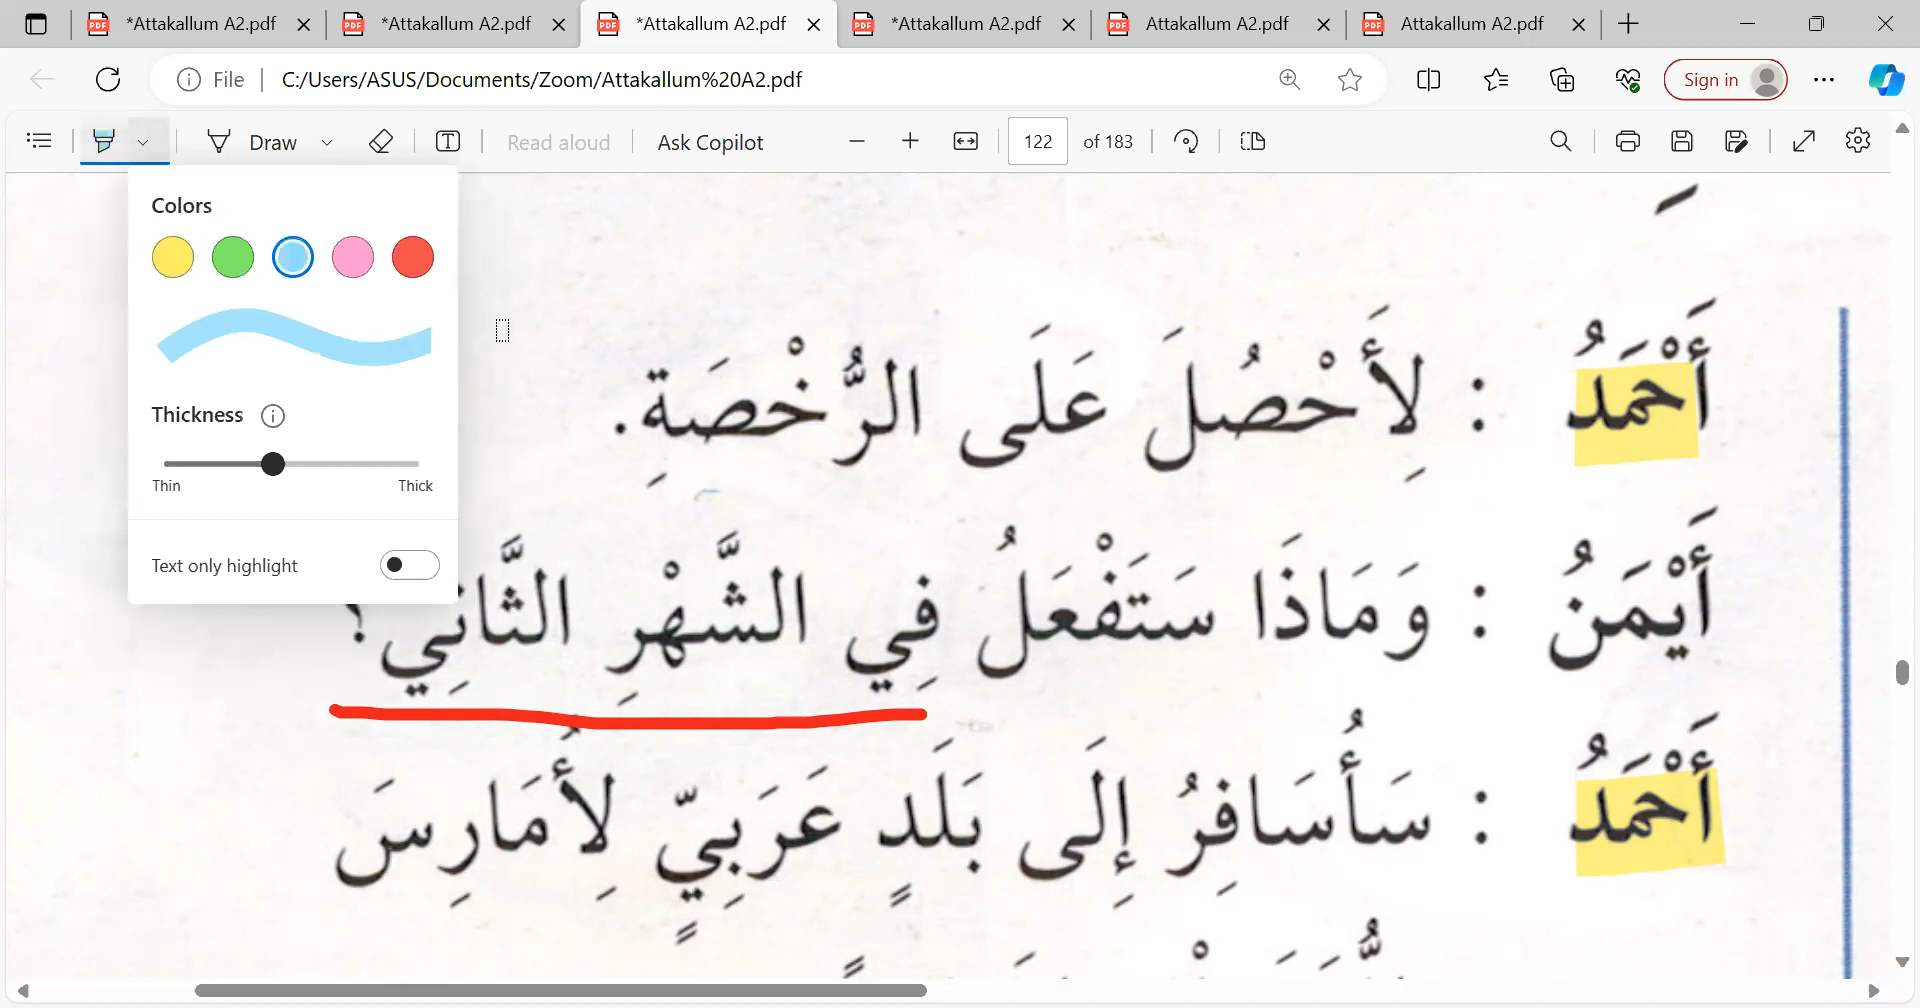 *Attakallum A2.pdf
*Attakallum A2.pdf
*Attakallum A2.pdf
*Attakallum A2.pdf
Attakallum A2.pdf
Attakallum A2.pdf
File C:/Users/ASUS/Documents/Zoom/Attakallum%20A2.pdf
Sign in
Draw
Read aloud
Ask Copilot
122 of 183
Colors
Thickness
Thin Thick
Text only highlight
أَحْمَدُ : لِأَحْصُلَ عَلَى الرُّخْصَةِ.
أَيْمَنُ : وَمَاذَا سَتَفْعَلُ فِي الشَّهْرِ الثَّانِي؟
أَحْمَدُ : سَأُسَافِرُ إِلَى بَلَدٍ عَرَبِيٍّ لِأُمَارِسَ